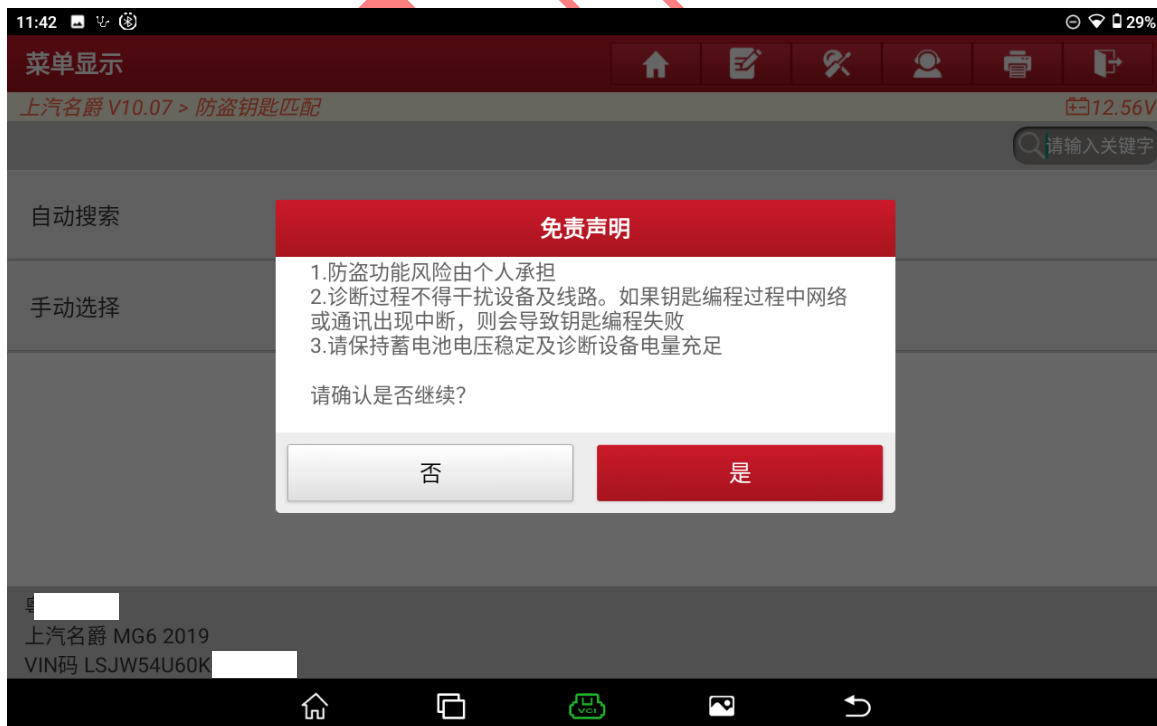 11:42
29%
菜单显示
上汽名爵 V10.07 > 防盗钥匙匹配
12.56V
请输入关键字
自动搜索
手动选择
免责声明
1.防盗功能风险由个人承担
2.诊断过程不得干扰设备及线路。如果钥匙编程过程中网络
或通讯出现中断，则会导致钥匙编程失败
3.请保持蓄电池电压稳定及诊断设备电量充足
请确认是否继续?
否
是
上汽名爵 MG6 2019
VIN码 LSJW54U60K
VCI